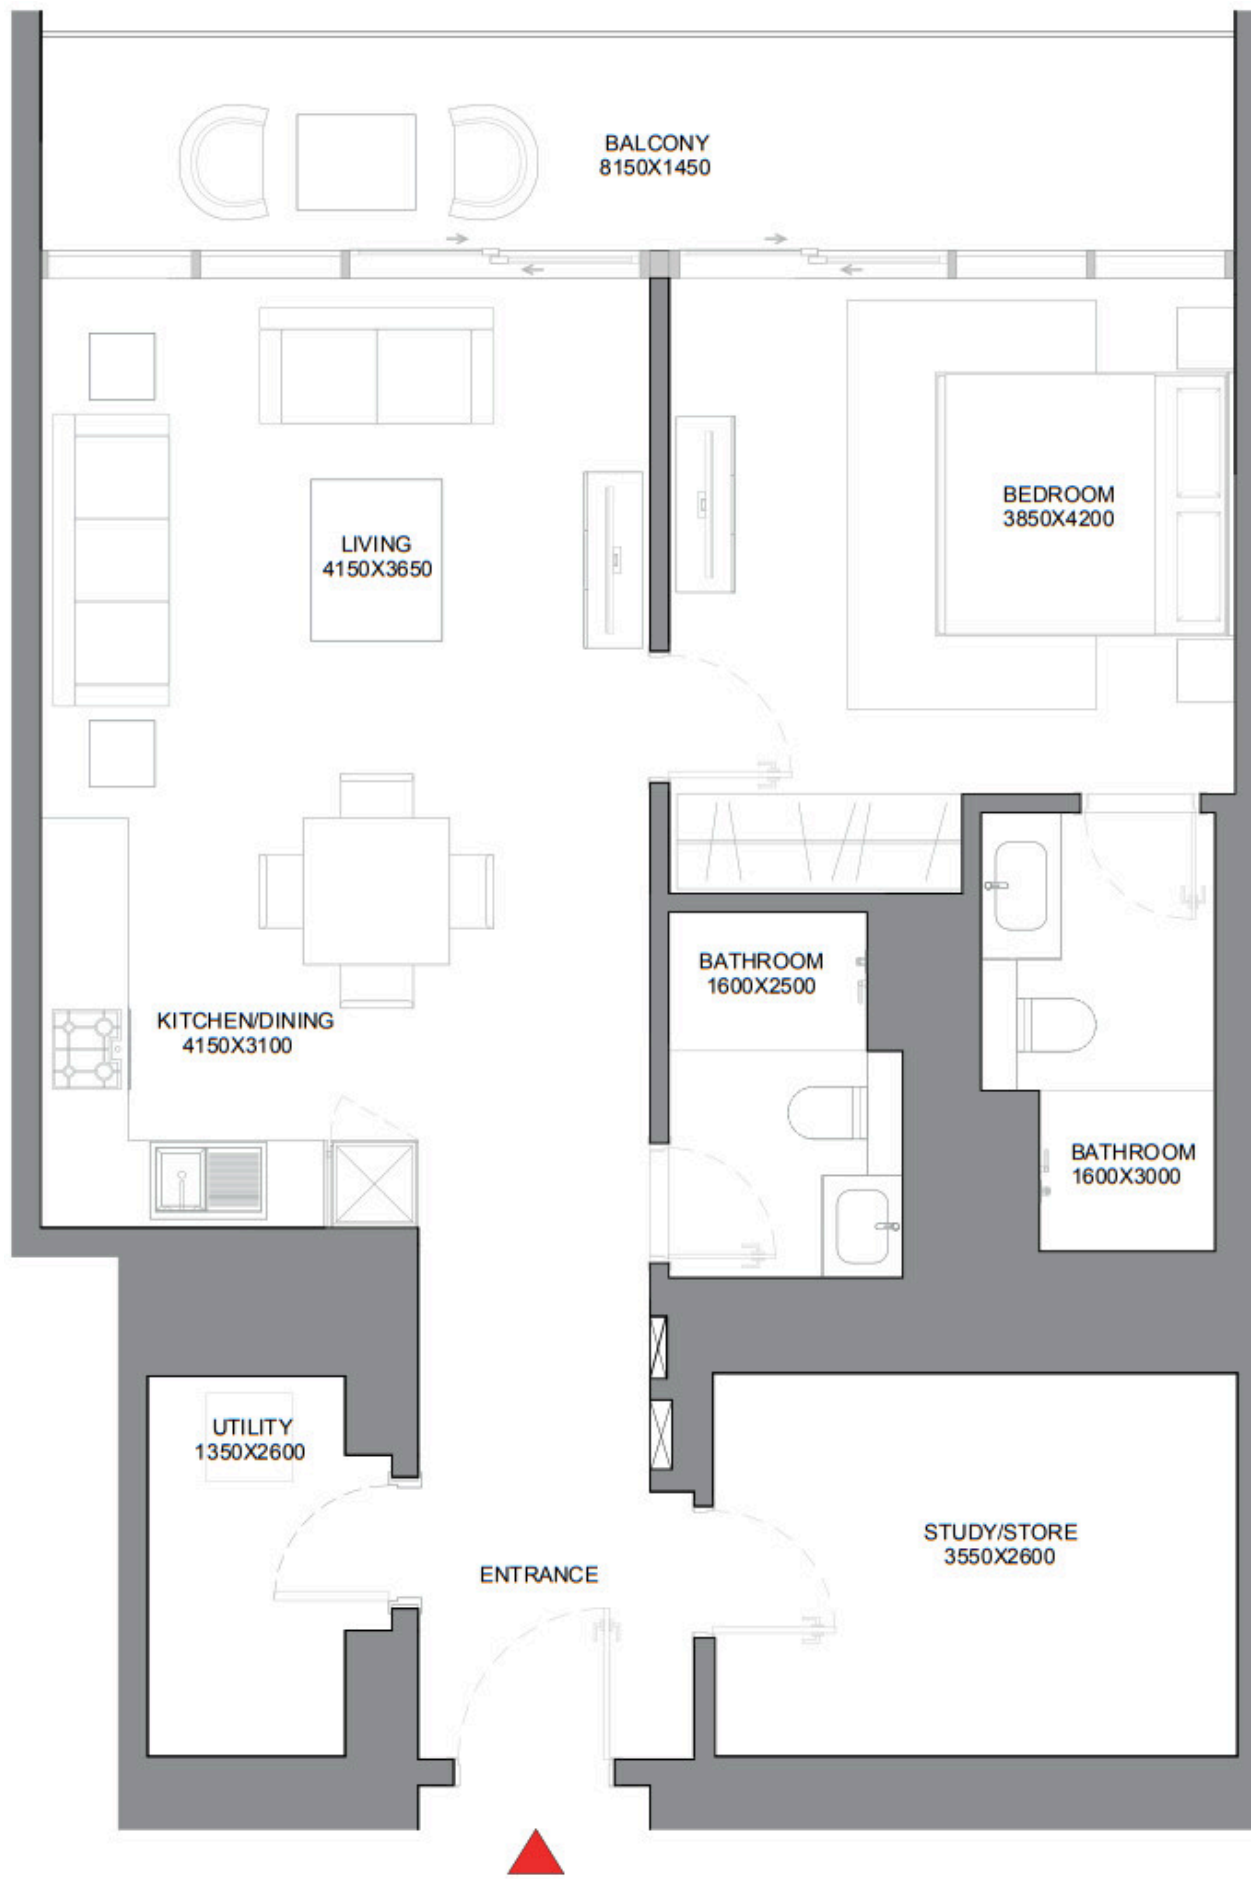 BALCONY
8150X1450
BEDROOM
3850X4200
LIVING
4150X3650
BATHROOM
1600X2500
KITCHEN/DINING
4150X3100
BATHROOM
1600X3000
UTILITY
1350X2600
STUDY/STORE
3550X2600
ENTRANCE